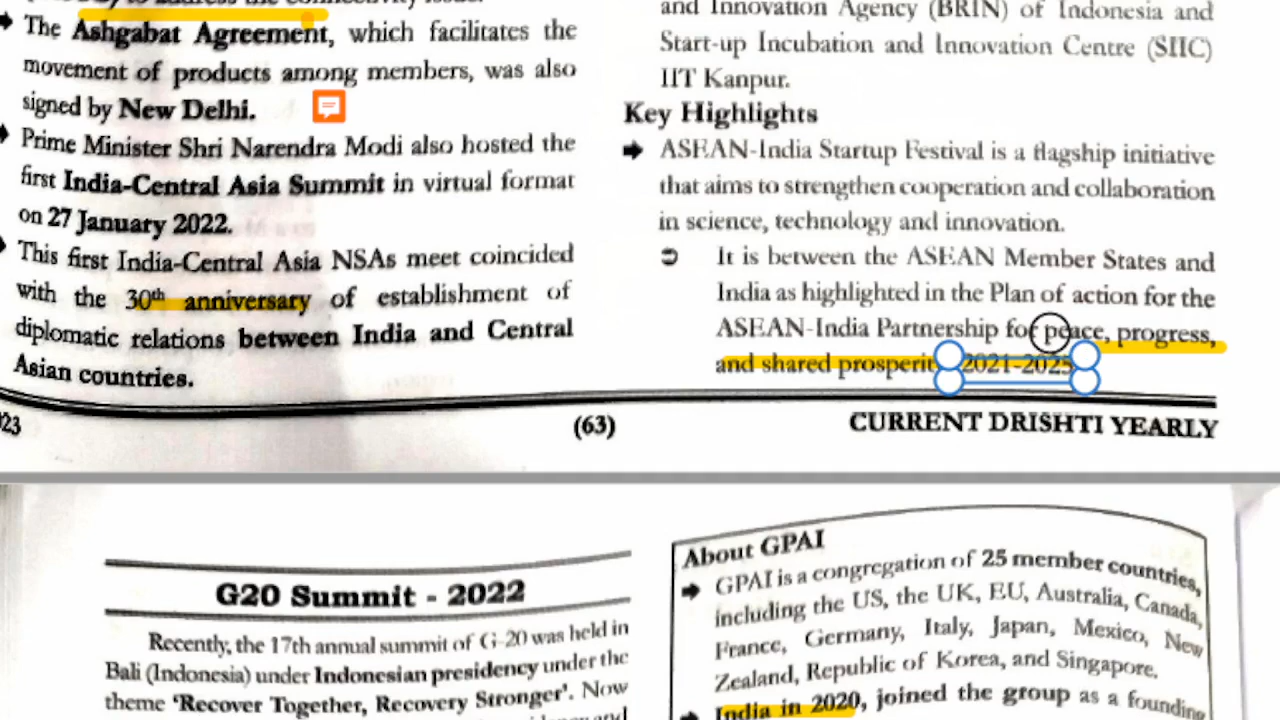 to address the connectivity issue.
The Ashgabat Agreement, which facilitates the
movement of products among members, was also
signed by New Delhi.
Prime Minister Shri Narendra Modi also hosted the
first India-Central Asia Summit in virtual format
on 27 January 2022.
This first India-Central Asia NSAs meet coincided
with the 30th anniversary of establishment of
diplomatic relations between India and Central
Asian countries.
and Innovation Agency (BRIN) of Indonesia and
Start-up Incubation and Innovation Centre (SIIC)
IIT Kanpur.
Key Highlights
ASEAN-India Startup Festival is a flagship initiative
that aims to strengthen cooperation and collaboration
in science, technology and innovation.
It is between the ASEAN Member States and
India as highlighted in the Plan of action for the
ASEAN-India Partnership for peace, progress,
and shared prosperit 2021-2025
23
(63)
CURRENT DRISHTI YEARLY
G20 Summit - 2022
Recently, the 17th annual summit of G-20 was held in
Bali (Indonesia) under Indonesian presidency under the
theme ‘Recover Together, Recovery Stronger’. Now
and
About GPAI
GPAI is a congregation of 25 member countries,
including the US, the UK, EU, Australia, Canada,
France, Germany, Italy, Japan, Mexico, New
Zealand, Republic of Korea, and Singapore.
India in 2020, joined the group as a founding